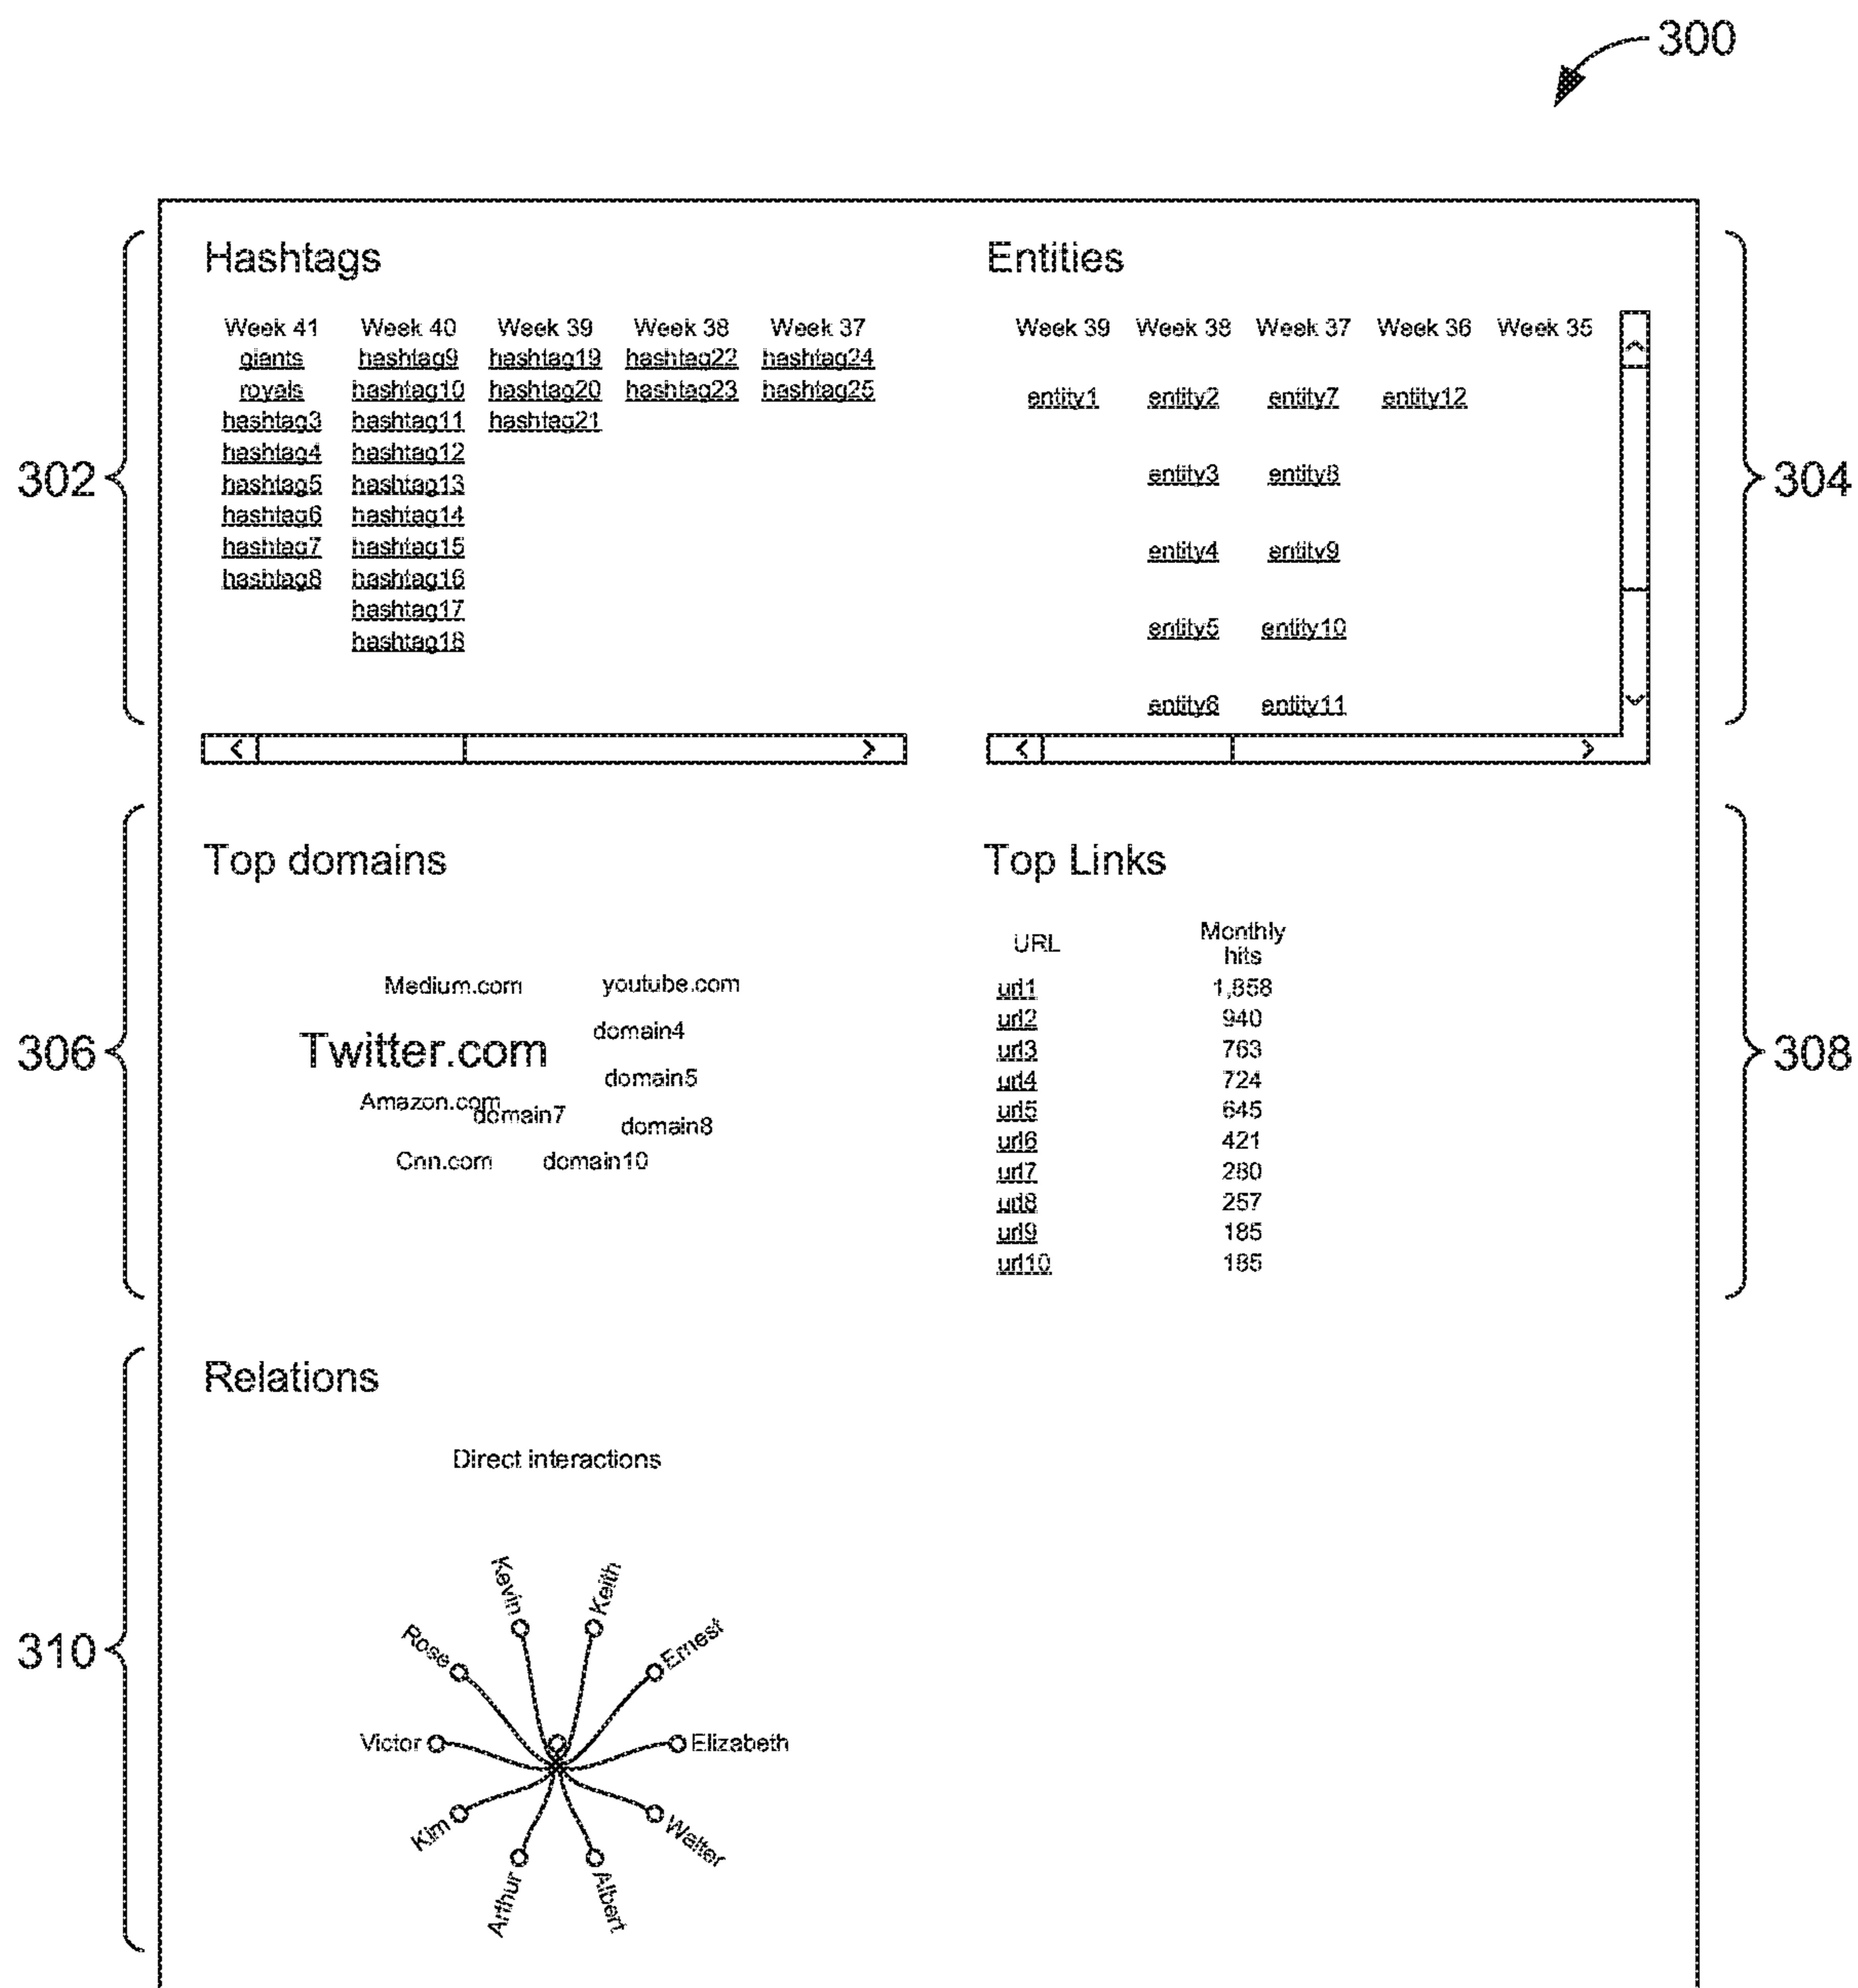 300
Hashtags
Week 41 Week 40 Week 39 Week 38 Week 37
giants hashtag9 hashtag19 hashtag22 hashtag24
royals hashtag10 hashtag20 hashtag23 hashtag25
hashtag3 hashtag11 hashtag21
hashtag4 hashtag12
302
hashtag5 hashtag13
hashtag6 hashtag14
hashtag7 hashtag15
hashtag8 hashtag16
hashtag17
hashtag18
Entities
Week 39 Week 38 Week 37 Week 36 Week 35
entity1 entity2 entity7 entity12
entity3 entity8
304
entity4 entity9
entity5 entity10
entity6 entity11
Top domains
Medium.com youtube.com
domain4
306
Twitter.com
domain5
Amazon.com
domain7
domain8
Cnn.com domain10
Top Links
URL Monthly
hits
url1 1,858
url2 940
url3 763
308
url4 724
url5 645
url6 421
url7 280
url8 257
url9 185
url10 185
Relations
Direct interactions
Kevin
Keith
Rose
Ernest
310
Victor
Elizabeth
Kim
Walter
Arthur
Albert